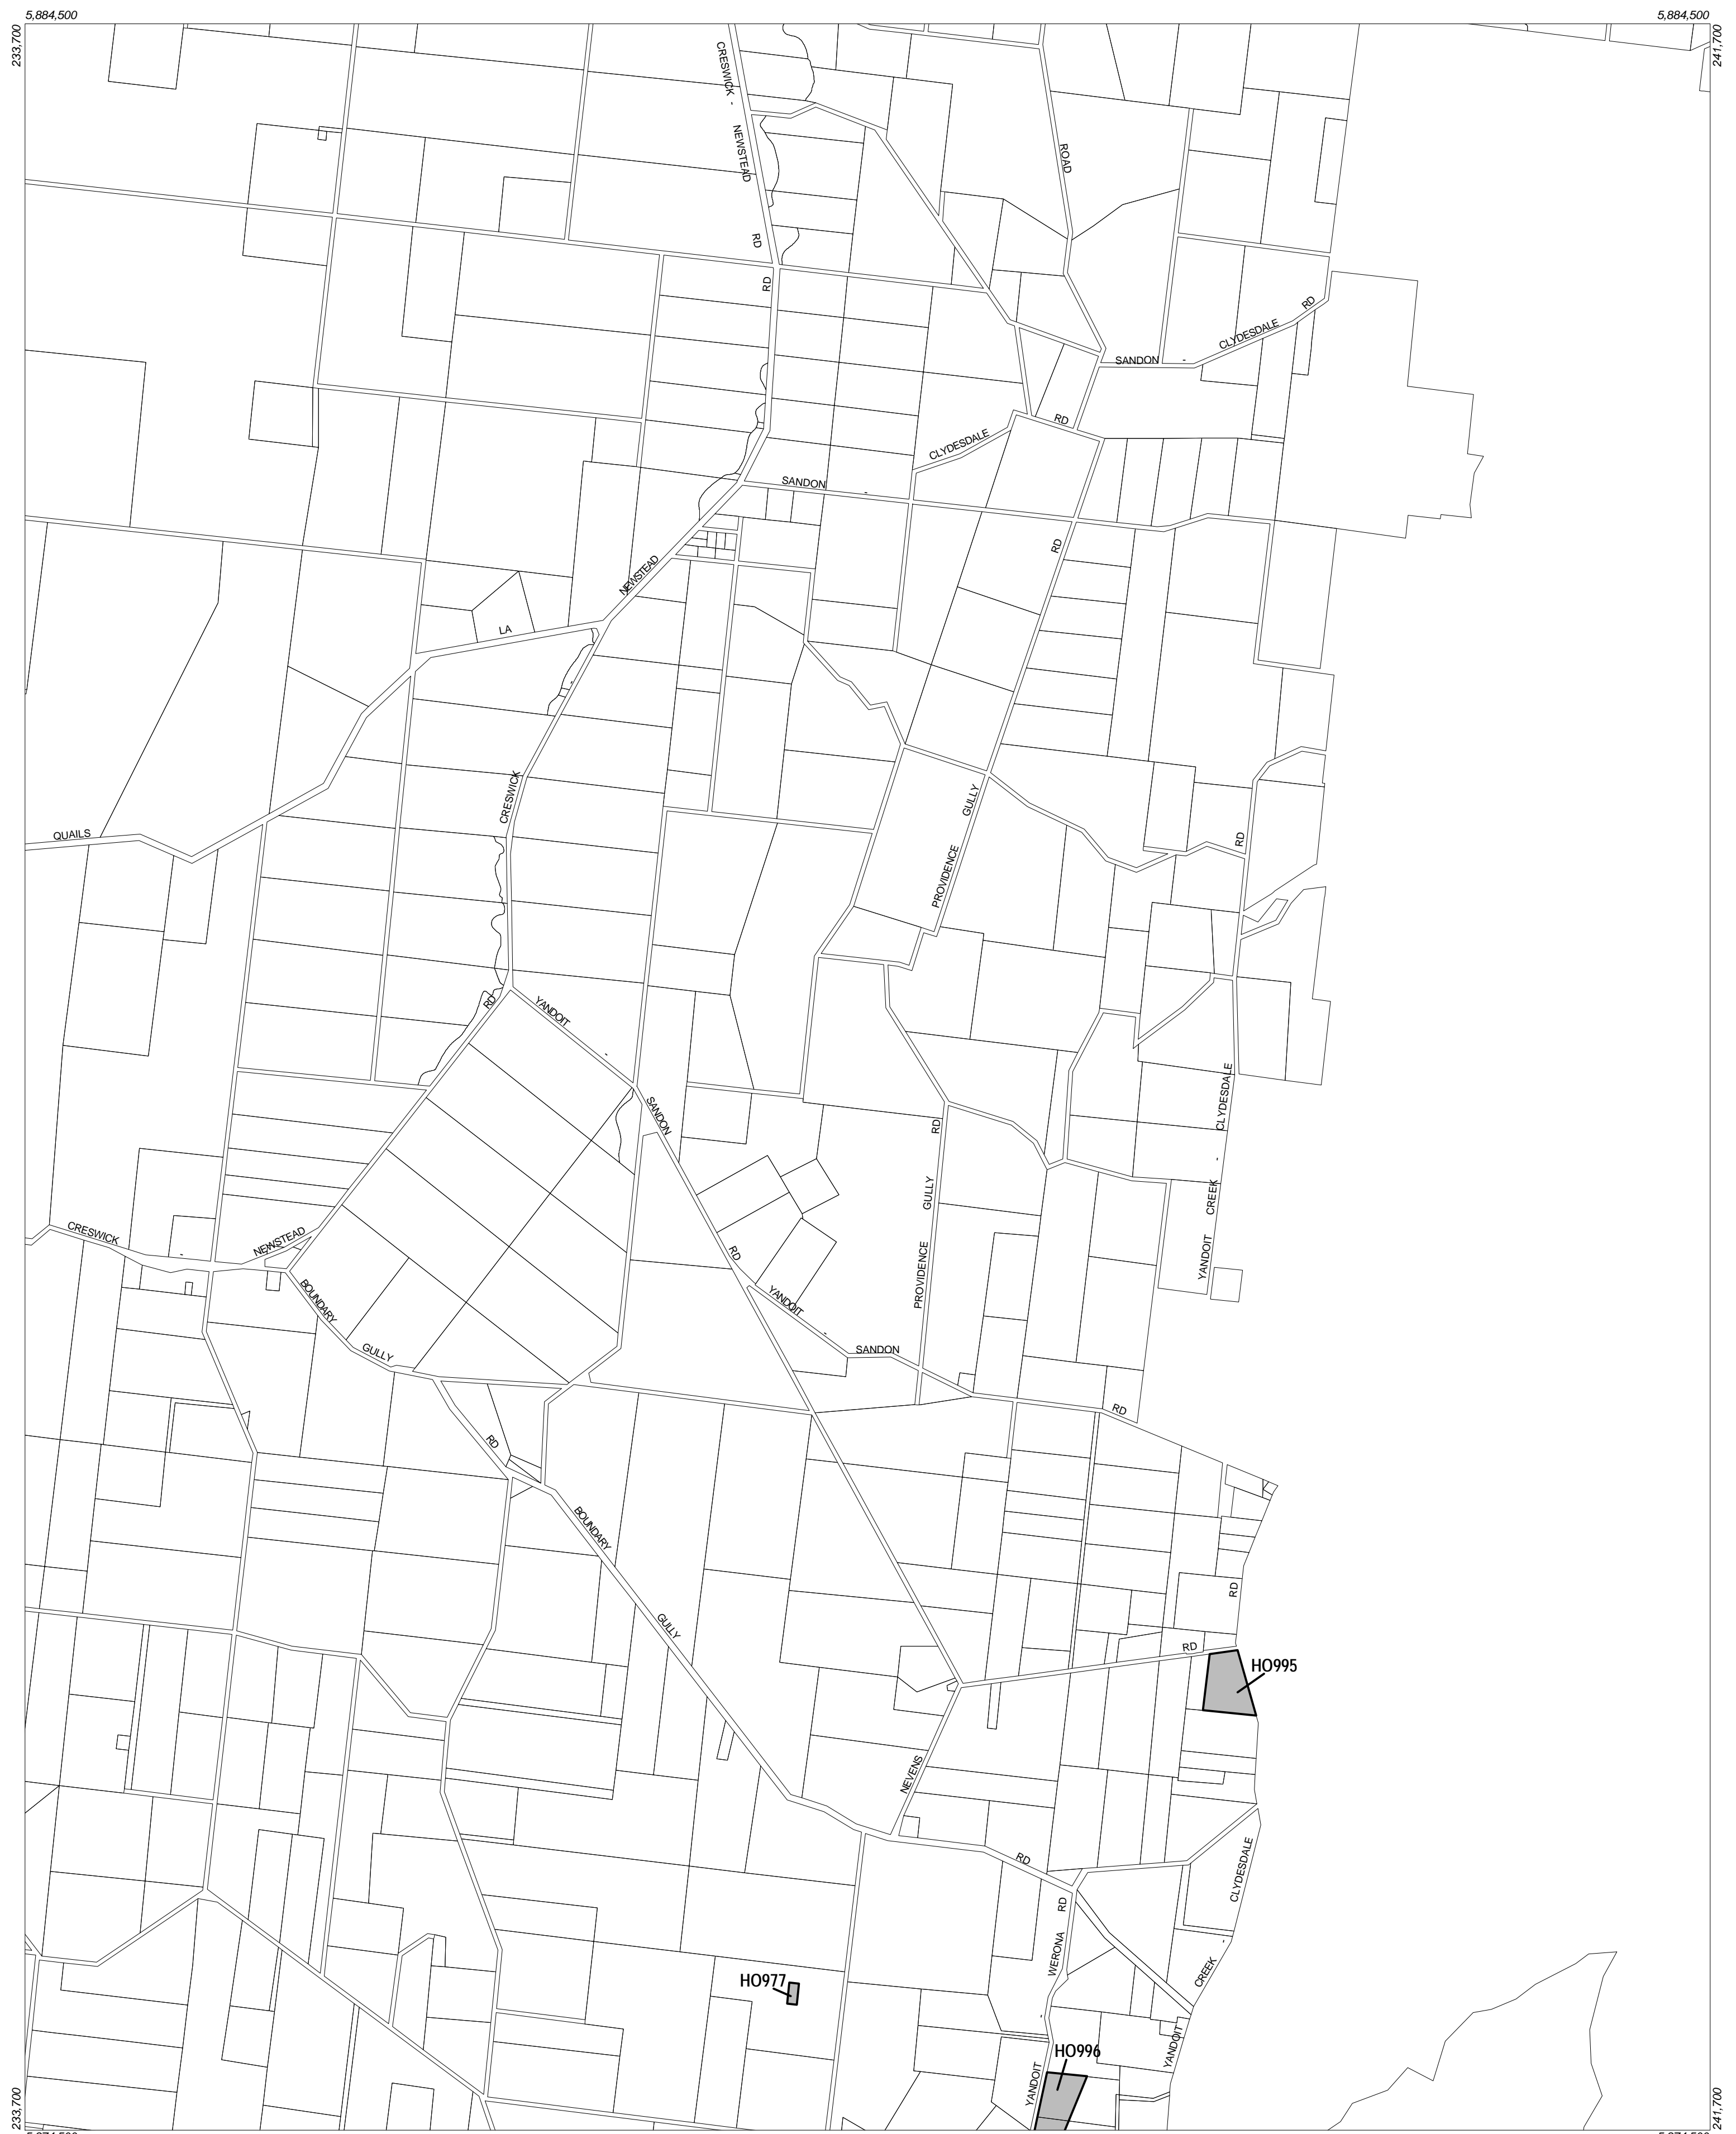 5,884,500
5,884,500
233,700
241,700
CRESWICK
-
NEWSTEAD
RD
ROAD
RD
CLYDESDALE
RD
SANDON
-
RD
CLYDESDALE
SANDON
-
RD
NEWSTEAD
LA
-
CRESWICK
QUAILS
GULLY
PROVIDENCE
RD
RD
YANDOIT
-
SANDON
CLYDESDALE
-
CREEK
YANDOIT
RD
GULLY
PROVIDENCE
CRESWICK
-
NEWSTEAD
RD
BOUNDARY
YANDOIT
-
SANDON
GULLY
RD
RD
BOUNDARY
RD
GULLY
RD
HO995
NEVENS
RD
CLYDESDALE
-
CREEK
YANDOIT
RD
WERONA
-
YANDOIT
HO977
HO996
233,700
241,700